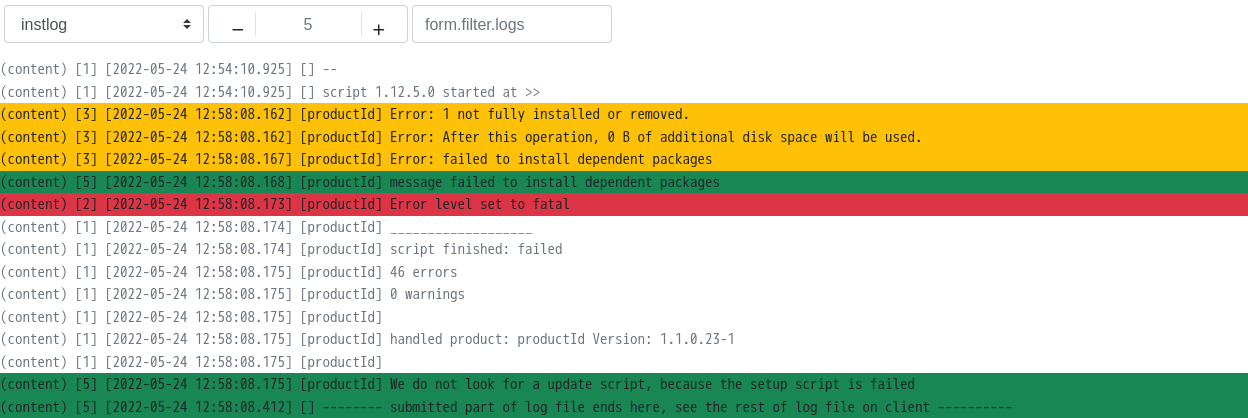 instlog
− 5 +
form.filter.logs
(content) [1] [2022-05-24 12:54:10.925] [] --
(content) [1] [2022-05-24 12:54:10.925] [] script 1.12.5.0 started at >>
(content) [3] [2022-05-24 12:58:08.162] [productId] Error: 1 not fully installed or removed.
(content) [3] [2022-05-24 12:58:08.162] [productId] Error: After this operation, 0 B of additional disk space will be used.
(content) [3] [2022-05-24 12:58:08.167] [productId] Error: failed to install dependent packages
(content) [5] [2022-05-24 12:58:08.168] [productId] message failed to install dependent packages
(content) [2] [2022-05-24 12:58:08.173] [productId] Error level set to fatal
(content) [1] [2022-05-24 12:58:08.174] [productId] ___________________
(content) [1] [2022-05-24 12:58:08.174] [productId] script finished: failed
(content) [1] [2022-05-24 12:58:08.175] [productId] 46 errors
(content) [1] [2022-05-24 12:58:08.175] [productId] 0 warnings
(content) [1] [2022-05-24 12:58:08.175] [productId]
(content) [1] [2022-05-24 12:58:08.175] [productId] handled product: productId Version: 1.1.0.23-1
(content) [1] [2022-05-24 12:58:08.175] [productId]
(content) [5] [2022-05-24 12:58:08.175] [productId] We do not look for a update script, because the setup script is failed
(content) [5] [2022-05-24 12:58:08.412] [] -------- submitted part of log file ends here, see the rest of log file on client ----------